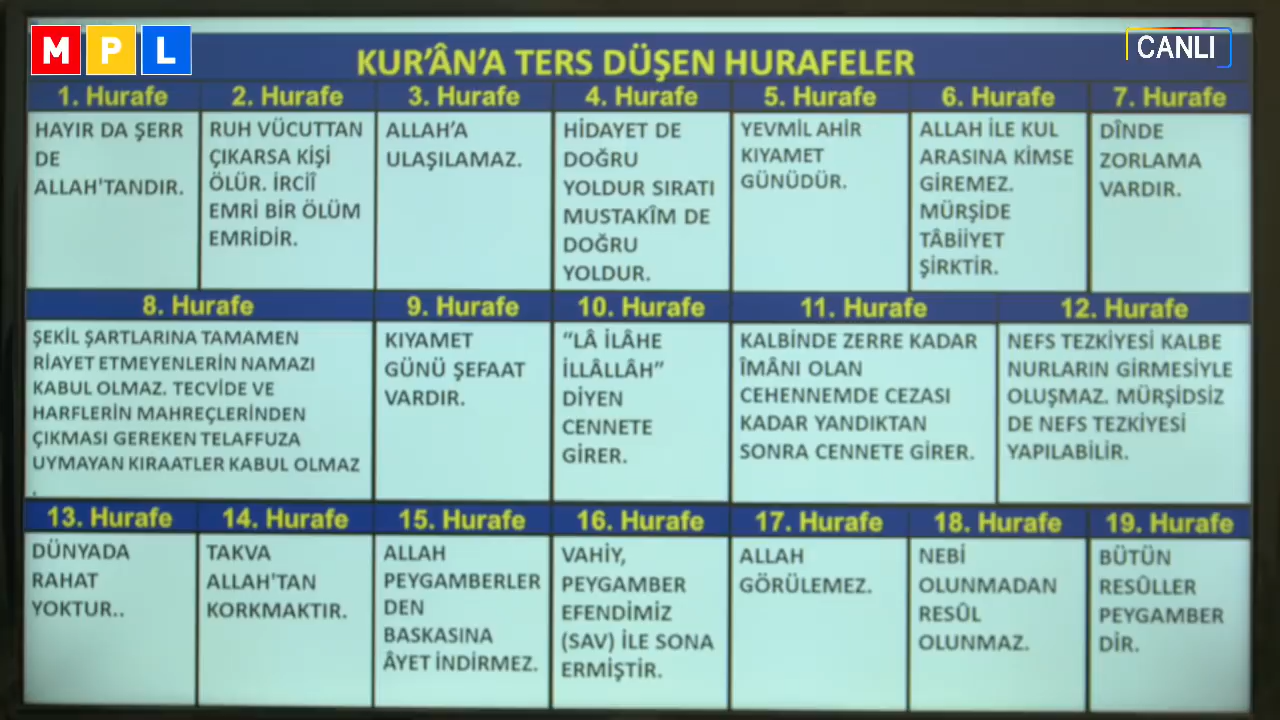 MPL
CANLI
KUR’ÂN’A TERS DÜŞEN HURAFELER
1. Hurafe
HAYIR DA ŞERR
DE
ALLAH'TANDIR.
2. Hurafe
RUH VÜCUTTAN
ÇIKARSA KİŞİ
ÖLÜR. İRCİÎ
EMRİ BİR ÖLÜM
EMRİDİR.
3. Hurafe
ALLAH’A
ULAŞILAMAZ.
4. Hurafe
HİDAYET DE
DOĞRU
YOLDUR SIRATI
MUSTAKÎM DE
DOĞRU
YOLDUR.
5. Hurafe
YEVMİL AHİR
KIYAMET
GÜNÜDÜR.
6. Hurafe
ALLAH İLE KUL
ARASINA KİMSE
GİREMEZ.
MÜRŞİDE
TÂBİİYET
ŞİRKTİR.
7. Hurafe
DÎNDE
ZORLAMA
VARDIR.
8. Hurafe
ŞEKİL ŞARTLARINA TAMAMEN
RİAYET ETMEYENLERİN NAMAZI
KABUL OLMAZ. TECVİDE VE
HARFLERİN MAHREÇLERİNDEN
ÇIKMASI GEREKEN TELAFFUZA
UYMAYAN KIRAATLER KABUL OLMAZ
.
9. Hurafe
KIYAMET
GÜNÜ ŞEFAAT
VARDIR.
10. Hurafe
“LÂ İLÂHE
İLLÂLLÂH”
DİYEN
CENNETE
GİRER.
11. Hurafe
KALBİNDE ZERRE KADAR
ÎMÂNI OLAN
CEHENNEMDE CEZASI
KADAR YANDIKTAN
SONRA CENNETE GİRER.
12. Hurafe
NEFS TEZKİYESİ KALBE
NURLARIN GİRMESİYLE
OLUŞMAZ. MÜRŞİDSİZ
DE NEFS TEZKİYESİ
YAPILABİLİR.
13. Hurafe
DÜNYADA
RAHAT
YOKTUR..
14. Hurafe
TAKVA
ALLAH'TAN
KORKMAKTIR.
15. Hurafe
ALLAH
PEYGAMBERLER
DEN
BASKASINA
ÂYET İNDİRMEZ.
16. Hurafe
VAHİY,
PEYGAMBER
EFENDİMİZ
(SAV) İLE SONA
ERMİŞTİR.
17. Hurafe
ALLAH
GÖRÜLEMEZ.
18. Hurafe
NEBİ
OLUNMADAN
RESÛL
OLUNMAZ.
19. Hurafe
BÜTÜN
RESÛLLER
PEYGAMBER
DİR.